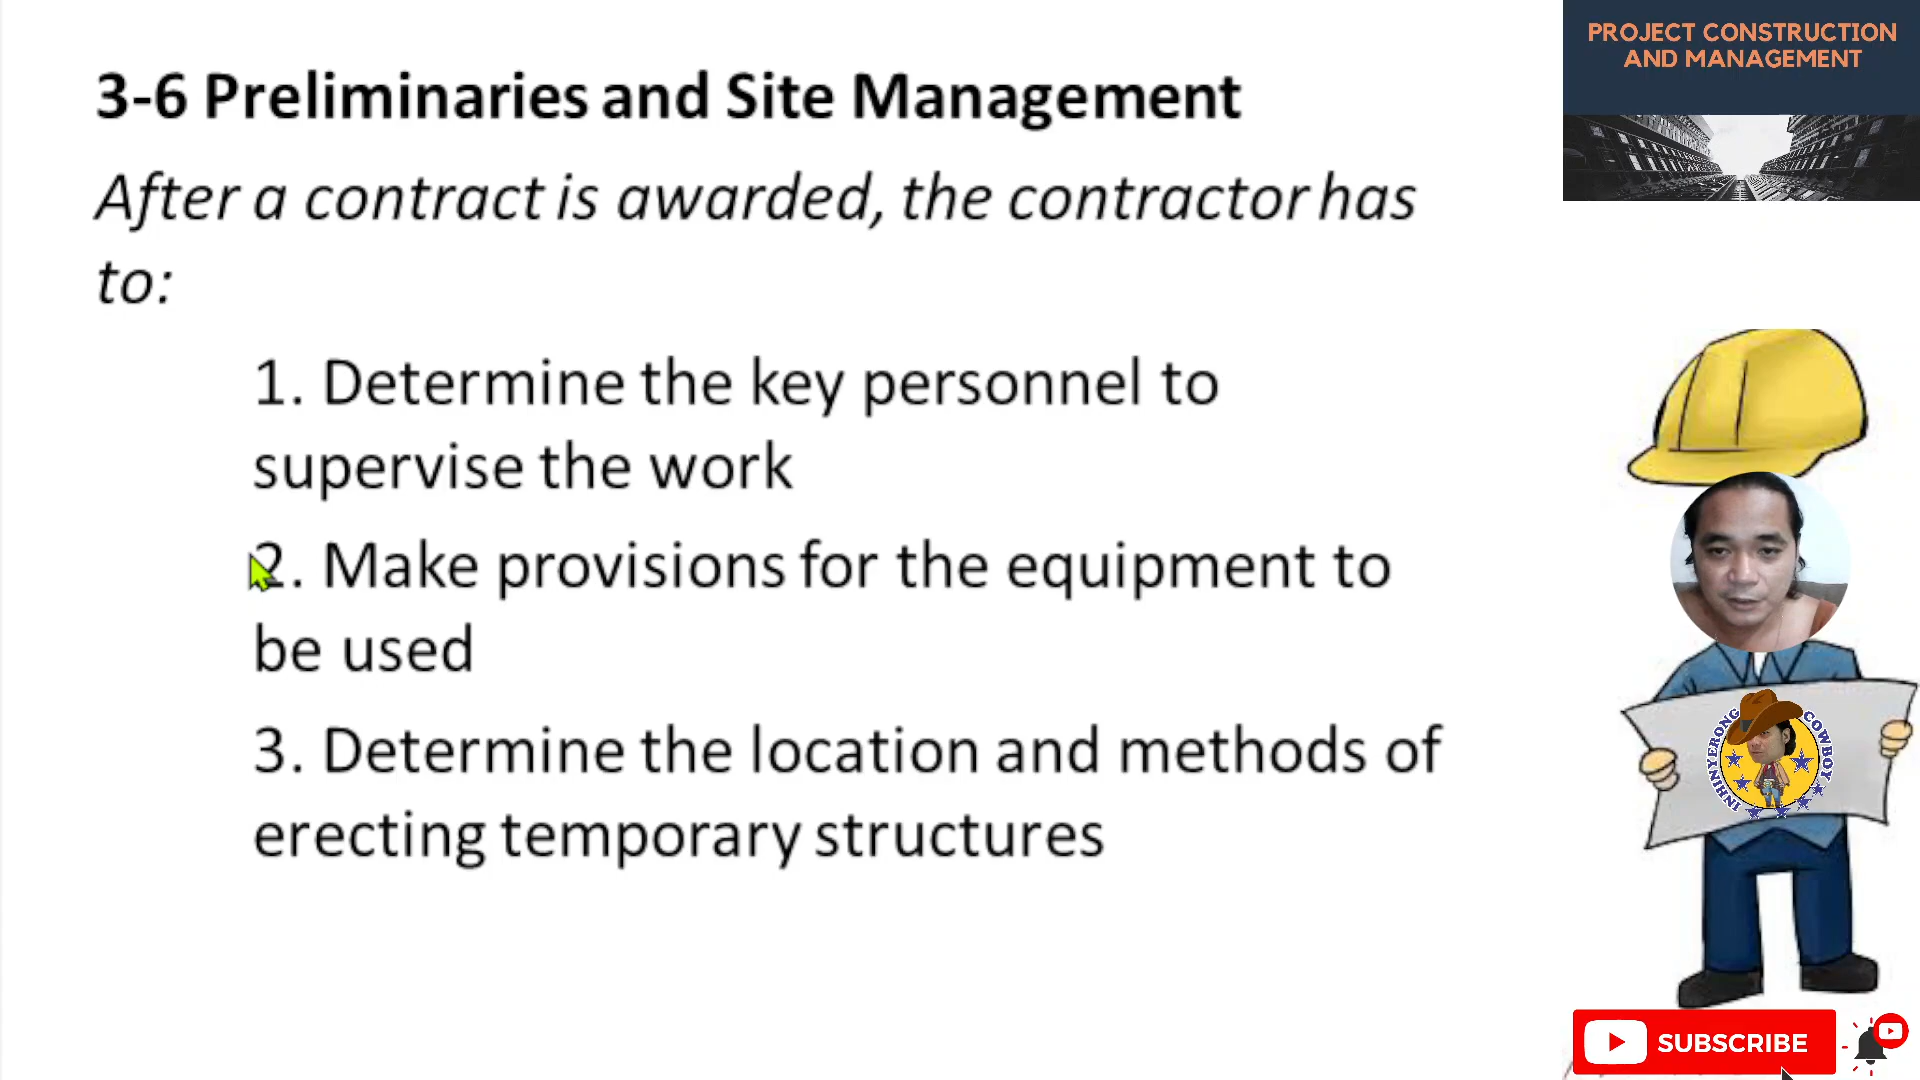 PROJECT CONSTRUCTION
AND MANAGEMENT
3-6 Preliminaries and Site Management
After a contract is awarded, the contractor has
to:
1. Determine the key personnel to
supervise the work
2. Make provisions for the equipment to
be used
3. Determine the location and methods of
erecting temporary structures
INHINYERONG COWBOY
SUBSCRIBE